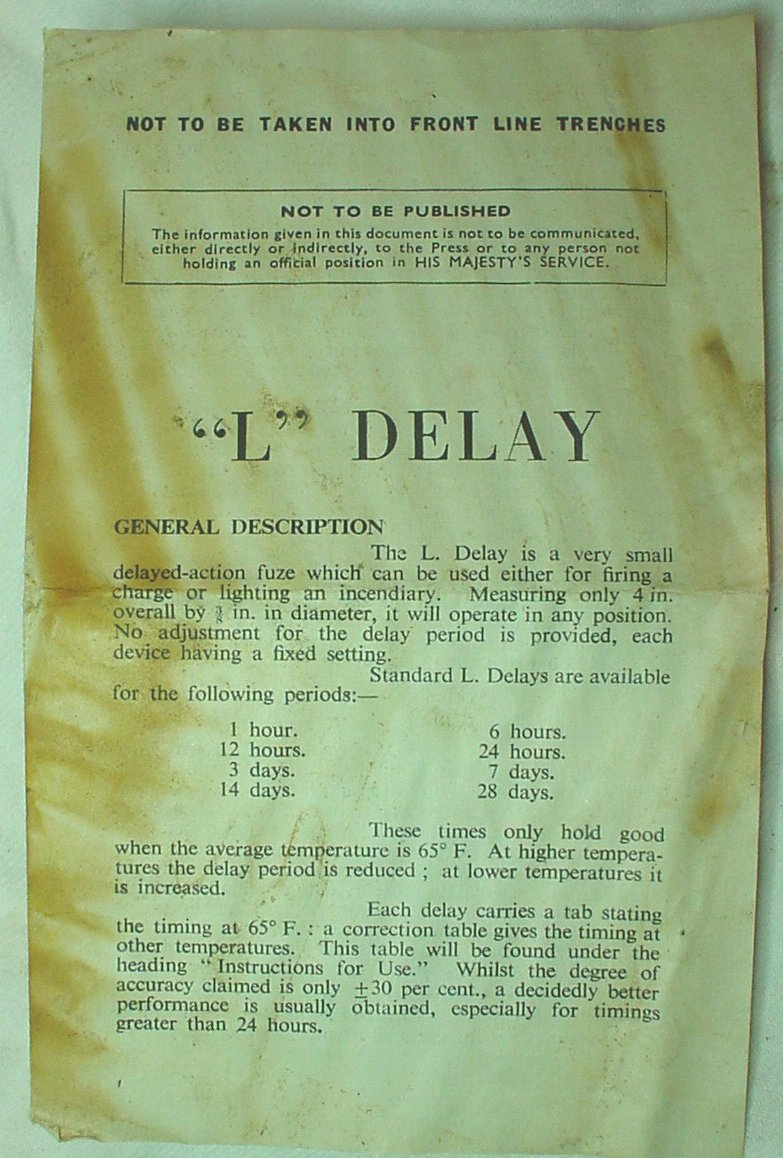 NOT TO BE TAKEN INTO FRONT LINE TRENCHES
NOT TO BE PUBLISHED
The information given in this document is not to be communicated,
either directly or indirectly, to the Press or to any person not
holding an official position in HIS MAJESTY'S SERVICE.
“L” DELAY
GENERAL DESCRIPTION
The L. Delay is a very small
delayed-action fuze which can be used either for firing a
charge or lighting an incendiary. Measuring only 4 in.
overall by in. in diameter, it will operate in any position.
No adjustment for the delay period is provided, each
device having a fixed setting.
Standard L. Delays are available
for the following periods:—
1 hour. 6 hours.
12 hours. 24 hours.
3 days. 7 days.
14 days. 28 days.
These times only hold good
when the average temperature is 65° F. At higher tempera-
tures the delay period is reduced ; at lower temperatures it
is increased.
Each delay carries a tab stating
the timing at 65° F. : a correction table gives the timing at
other temperatures. This table will be found under the
heading “Instructions for Use.” Whilst the degree of
accuracy claimed is only ±30 per cent., a decidedly better
performance is usually obtained, especially for timings
greater than 24 hours.